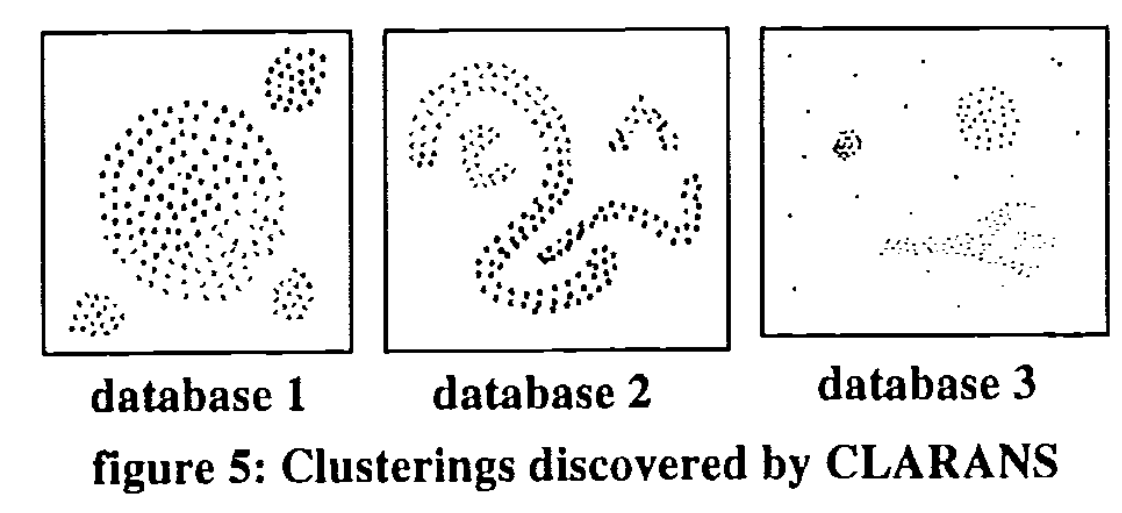 database 1
database 2
database 3
figure 5: Clusterings discovered by CLARANS